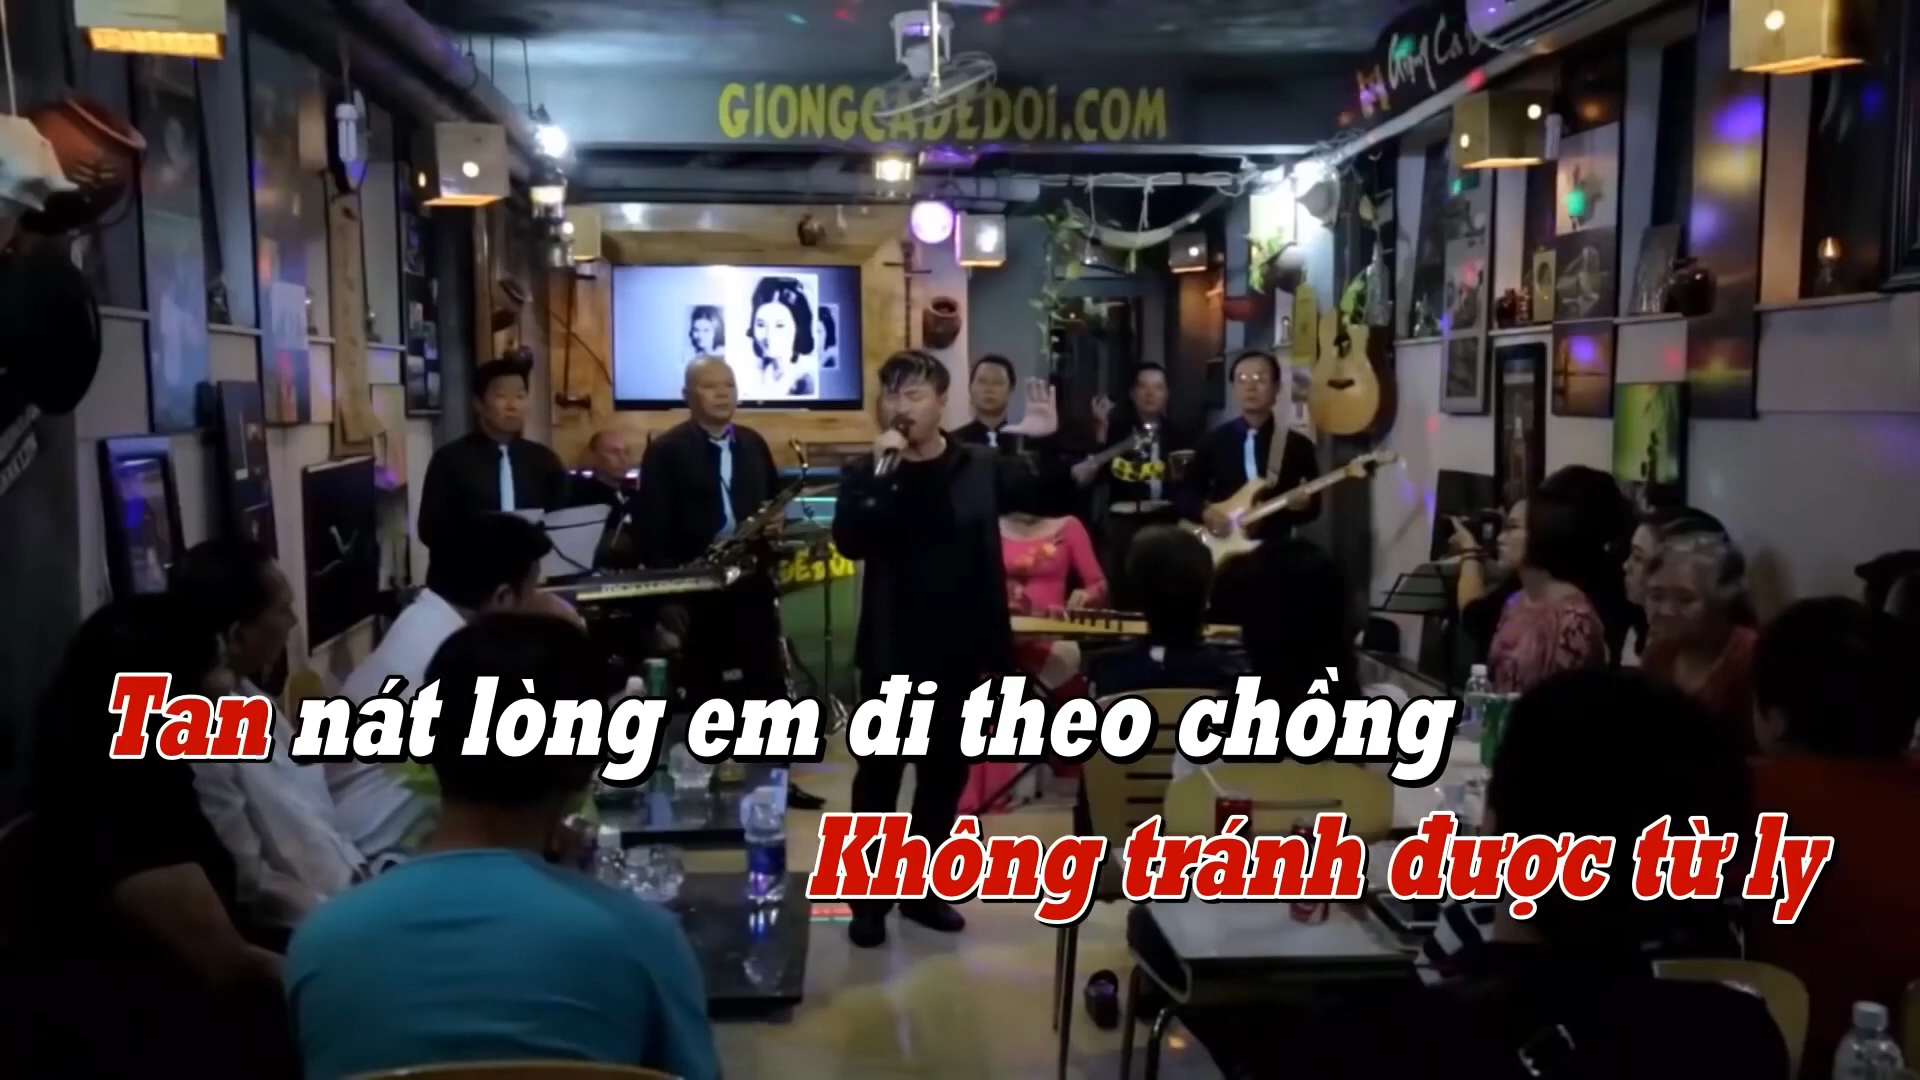 GIONGCADEDOI.COM
Tan nát lòng em đi theo chồng
Không tránh được từ ly